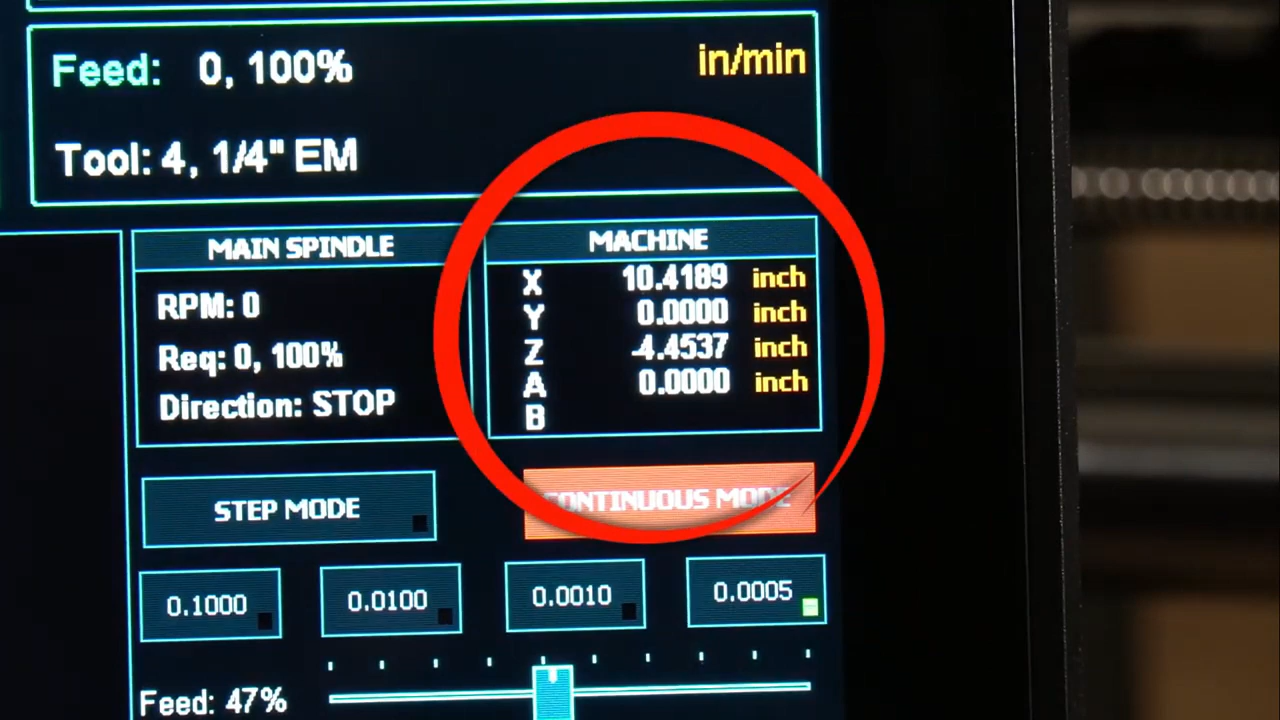 Feed: 0, 100% in/min
Tool: 4, 1/4" EM
MAIN SPINDLE
RPM: 0
Req: 0, 100%
Direction: STOP
MACHINE
X 10.4189 inch
Y 0.0000 inch
Z -4.4537 inch
A 0.0000 inch
B
STEP MODE
CONTINUOUS MODE
0.1000 0.0100 0.0010 0.0005
Feed: 47%